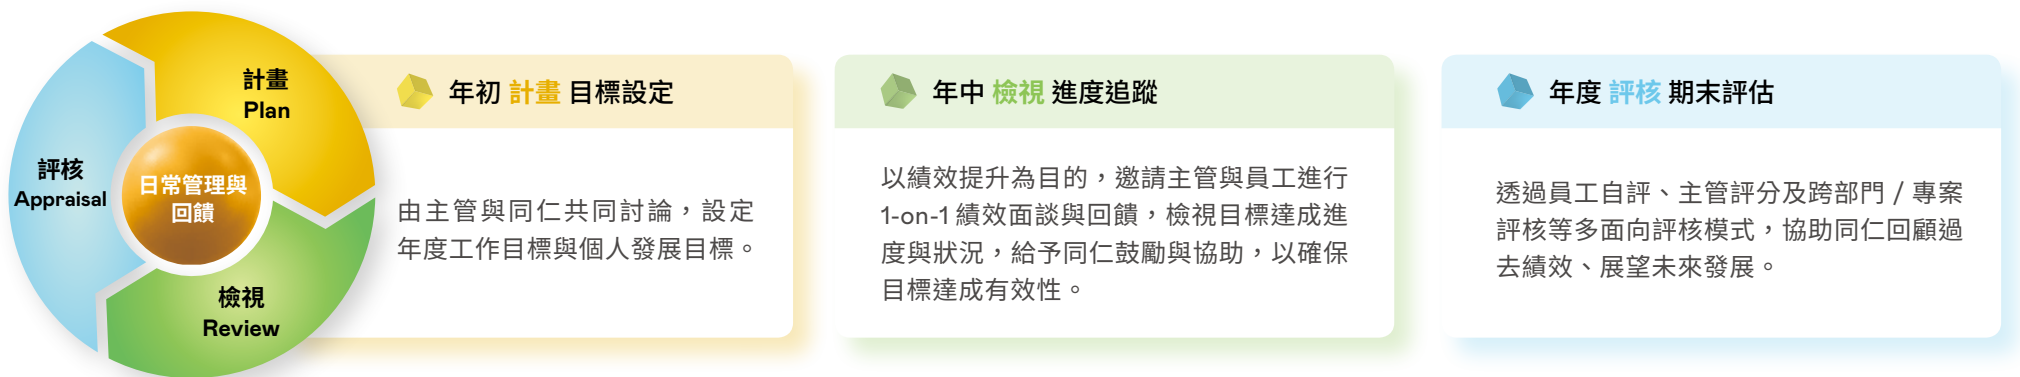 計畫
Plan
評核
Appraisal
日常管理與
回饋
檢視
Review
年初 計畫 目標設定
由主管與同仁共同討論，設定
年度工作目標與個人發展目標。
年中 檢視 進度追蹤
以績效提升為目的，邀請主管與員工進行
1-on-1 績效面談與回饋，檢視目標達成進
度與狀況，給予同仁鼓勵與協助，以確保
目標達成有效性。
年度 評核 期末評估
透過員工自評、主管評分及跨部門 / 專案
評核等多面向評核模式，協助同仁回顧過
去績效、展望未來發展。